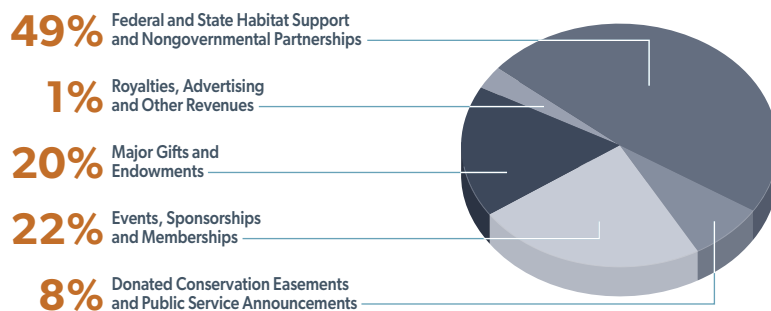 49% Federal and State Habitat Support
and Nongovernmental Partnerships
1% Royalties, Advertising
and Other Revenues
20% Major Gifts and
Endowments
22% Events, Sponsorships
and Memberships
8% Donated Conservation Easements
and Public Service Announcements